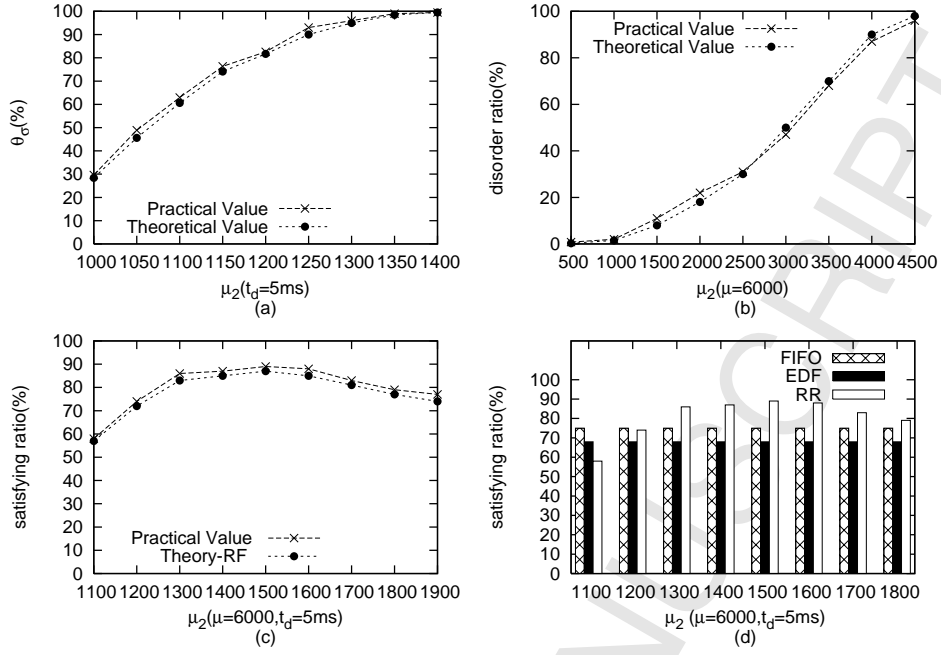 100
90
80
70
60
50
40
30
20
10
0
θσ(%)
Practical Value
Theoretical Value
1000 1050 1100 1150 1200 1250 1300 1350 1400
μ2(td=5ms)
(a)
100
80
60
40
20
0
disorder ratio(%)
Practical Value
Theoretical Value
500 1000 1500 2000 2500 3000 3500 4000 4500
μ2(μ=6000)
(b)
100
90
80
70
60
50
40
30
20
10
0
satisfying ratio(%)
Practical Value
Theory-RF
1100 1200 1300 1400 1500 1600 1700 1800 1900
μ2(μ=6000,td=5ms)
(c)
100
90
80
70
60
50
40
30
20
10
0
satisfying ratio(%)
FIFO
EDF
RR
1100 1200 1300 1400 1500 1600 1700 1800
μ2 (μ=6000,td=5ms)
(d)
NUSCRIPT